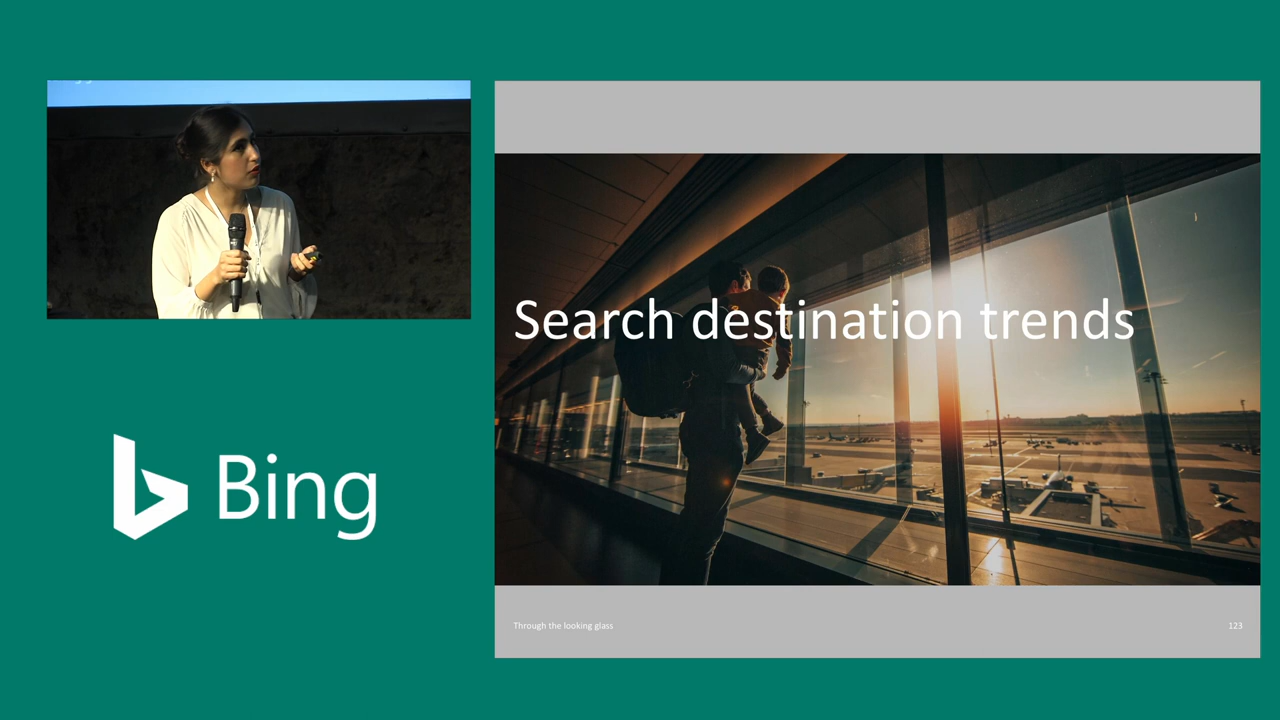 Search destination trends
Bing
Through the looking glass
123